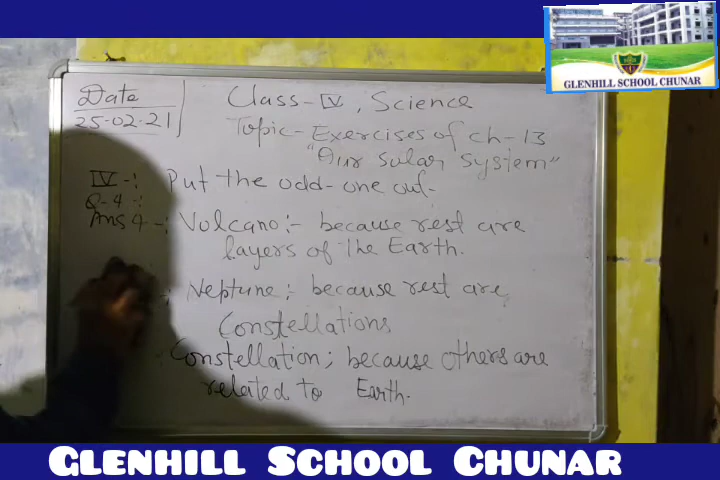 GLENHILL SCHOOL CHUNAR
Date
25-02-21
Class-IV, Science
Topic- Exercises of ch-13
"Our solar system"
IV-: Put the odd-one out-
Q-4-:
Ans 4-: Volcano:- because rest are
layers of the Earth.
; Neptune; because rest are
Constellations
Constellation; because others are
related to Earth.
GLENHILL SCHOOL CHUNAR